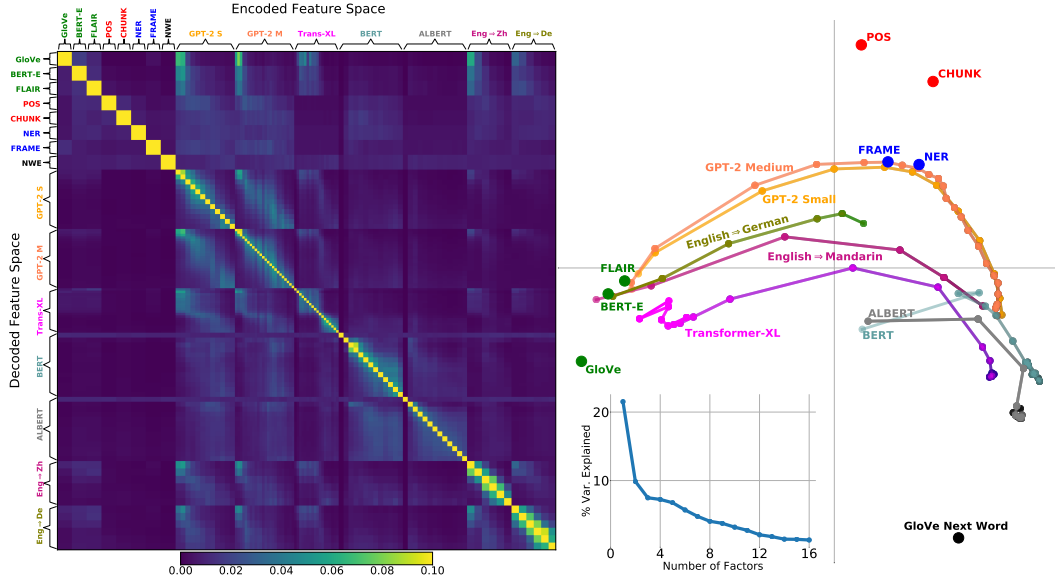 Encoded Feature Space
GloVe BERT-E FLAIR POS CHUNK NER FRAME NWE GPT-2 S GPT-2 M Trans-XL BERT ALBERT Eng→Zh Eng→De
Decoded Feature Space
GloVe
BERT-E
FLAIR
POS
CHUNK
NER
FRAME
NWE
GPT-2 S
GPT-2 M
Trans-XL
BERT
ALBERT
Eng→Zh
Eng→De
0.00 0.02 0.04 0.06 0.08 0.10
POS
CHUNK
FRAME
NER
GPT-2 Medium
GPT-2 Small
English⇒German
English⇒Mandarin
FLAIR
BERT-E
Transformer-XL
ALBERT
BERT
GloVe
GloVe Next Word
% Var. Explained
20
10
0 4 8 12 16
Number of Factors